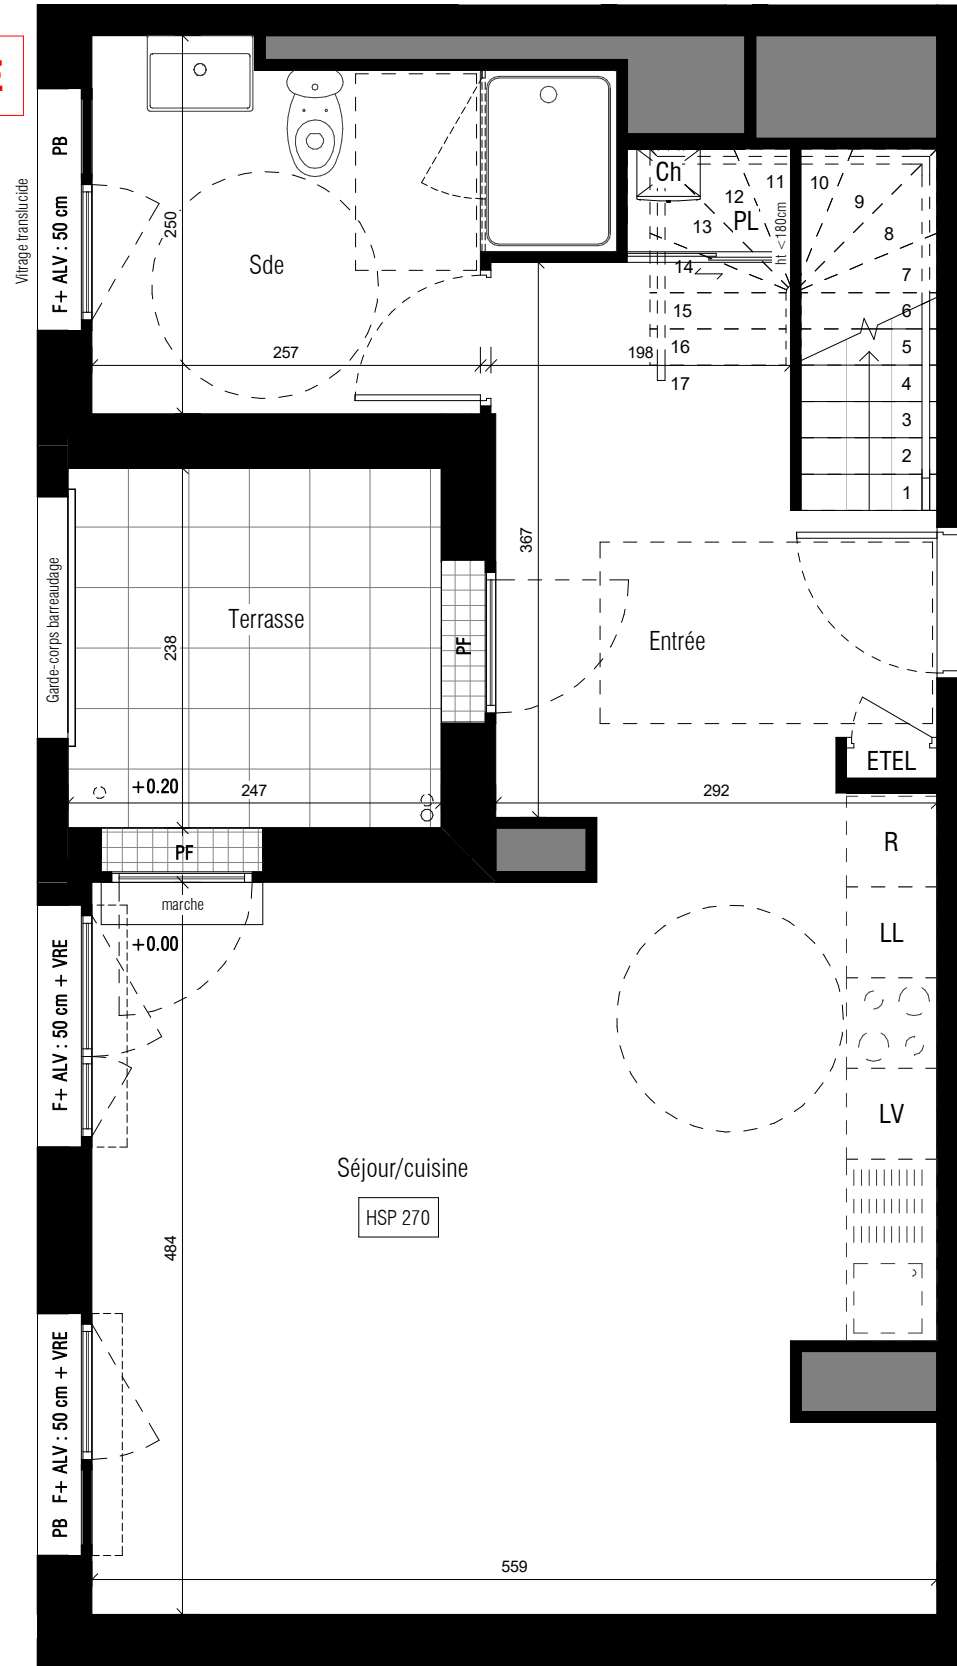 PB
F+ ALV : 50 cm
Vitrage translucide
250
Sde
257
198
Ch
PL
ht <180cm
1
2
3
4
5
6
7
8
9
10
11
12
13
14
15
16
17
Garde-corps barreaudage
Terrasse
238
+0.20
247
PF
367
Entrée
ETEL
292
PF
marche
+0.00
F+ ALV : 50 cm + VRE
R
LL
LV
Séjour/cuisine
HSP 270
484
PB F+ ALV : 50 cm + VRE
559